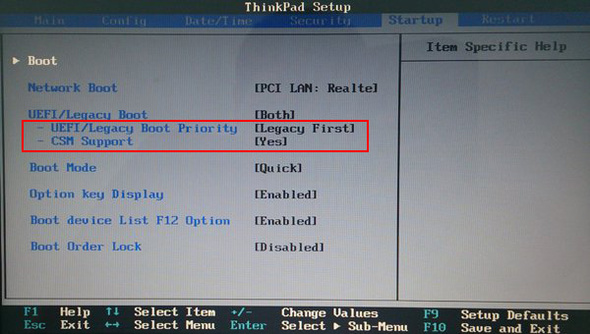 ThinkPad Setup
Main Config Date/Time Security Startup Restart
Item Specific Help
▶ Boot
Network Boot [PCI LAN: Realte]
UEFI/Legacy Boot [Both]
- UEFI/Legacy Boot Priority [Legacy First]
- CSM Support [Yes]
Boot Mode [Quick]
Option key Display [Enabled]
Boot device List F12 Option [Enabled]
Boot Order Lock [Disabled]
F1 Help ↑↓ Select Item +/- Change Values F9 Setup Defaults
Esc Exit ←→ Select Menu Enter Select ▶ Sub-Menu F10 Save and Exit